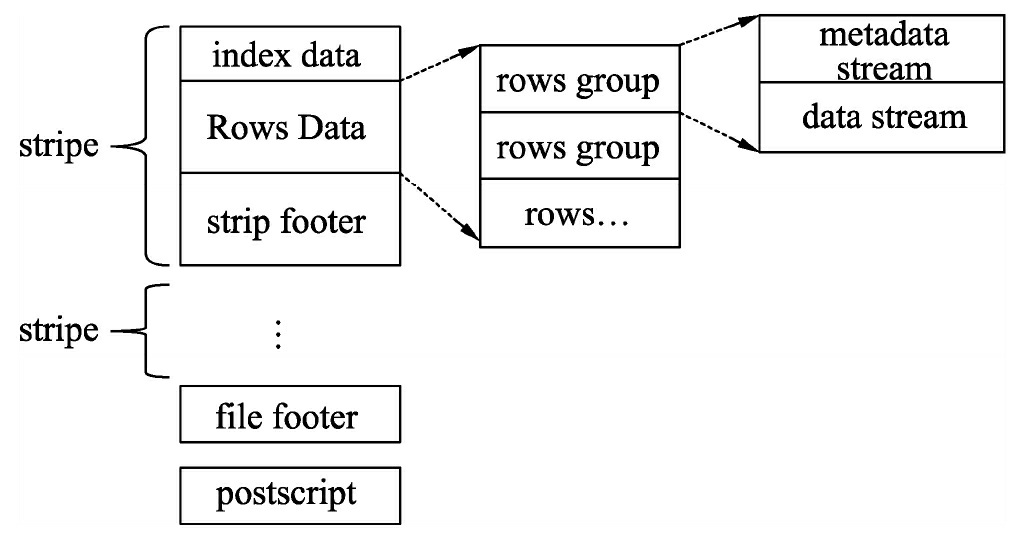 index data
Rows Data
strip footer
stripe
rows group
rows group
rows…
metadata
stream
data stream
stripe
⋮
file footer
postscript